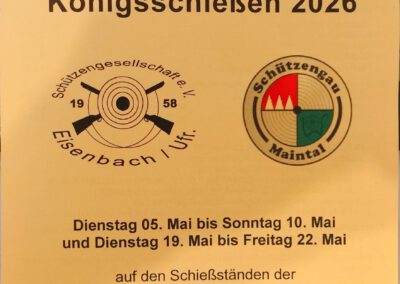 Königsschießen 2026
Schützengesellschaft e.V.
19 58
Eisenbach / Ufr.
Schützengau
Maintal
Dienstag 05. Mai bis Sonntag 10. Mai
und Dienstag 19. Mai bis Freitag 22. Mai
auf den Schießständen der